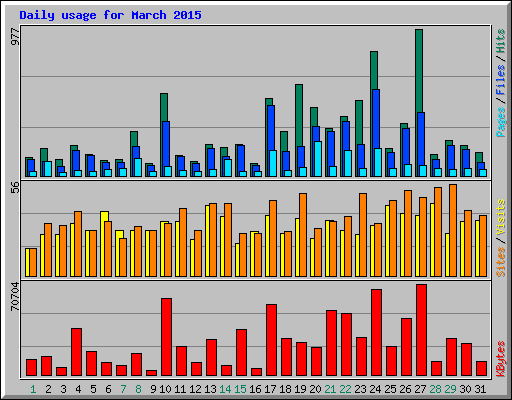 Daily usage for March 2015
977
Pages / Files / Hits
56
Sites / Visits
70704
KBytes
1 2 3 4 5 6 7 8 9 10 11 12 13 14 15 16 17 18 19 20 21 22 23 24 25 26 27 28 29 30 31